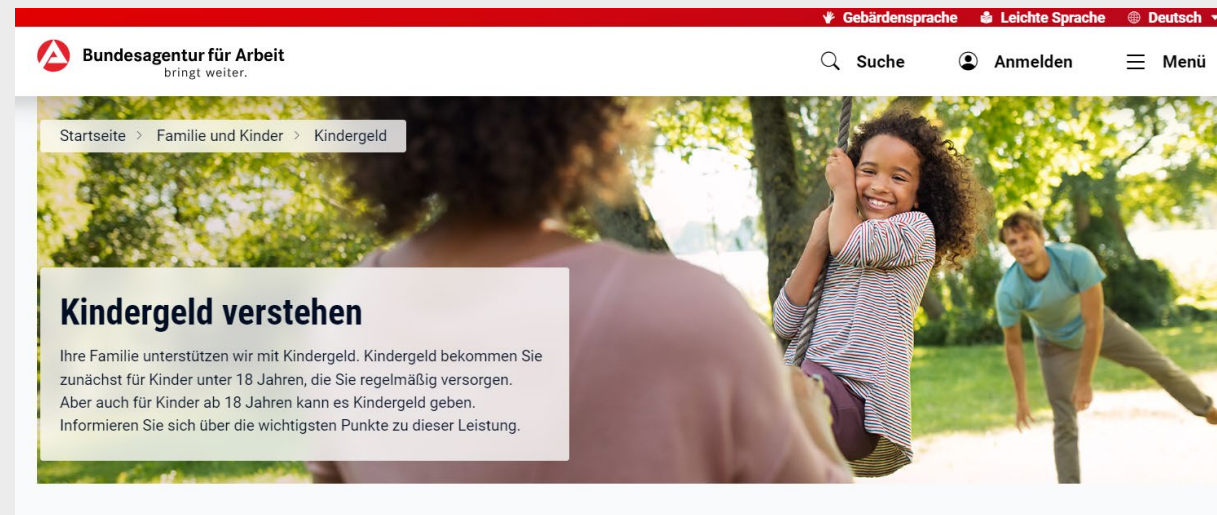 Gebärdensprache Leichte Sprache Deutsch
Bundesagentur für Arbeit
bringt weiter.
Suche Anmelden Menü
Startseite > Familie und Kinder > Kindergeld
Kindergeld verstehen
Ihre Familie unterstützen wir mit Kindergeld. Kindergeld bekommen Sie
zunächst für Kinder unter 18 Jahren, die Sie regelmäßig versorgen.
Aber auch für Kinder ab 18 Jahren kann es Kindergeld geben.
Informieren Sie sich über die wichtigsten Punkte zu dieser Leistung.